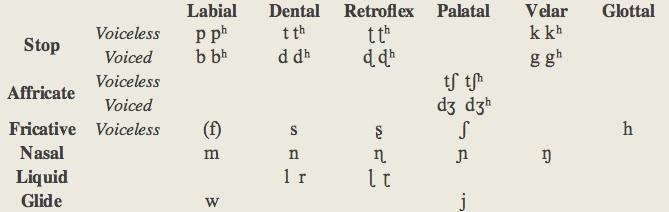 Labial Dental Retroflex Palatal Velar Glottal
Stop Voiceless p pʰ t tʰ ʈ ʈʰ k kʰ
Voiced b bʰ d dʰ ɖ ɖʰ g gʰ
Affricate Voiceless tʃ tʃʰ
Voiced dʒ dʒʰ
Fricative Voiceless (f) s ʂ ʃ h
Nasal m n ɳ ɲ ŋ
Liquid l r ɭ ɽ
Glide w j